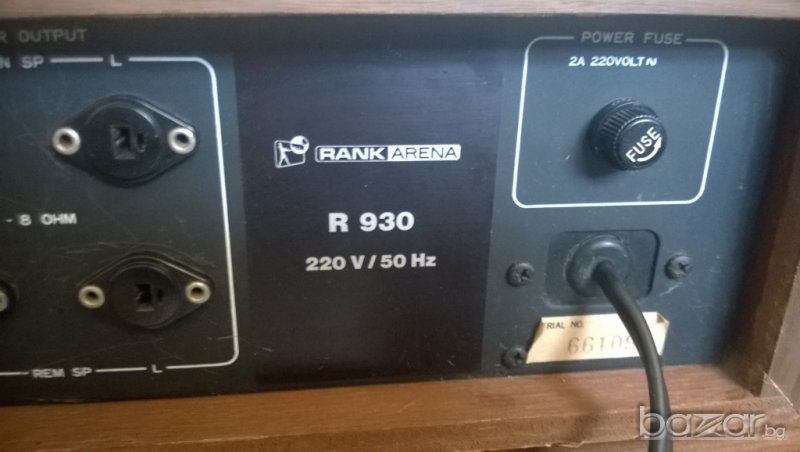 OUTPUT
SP L
- 8 OHM
REM SP L
RANK ARENA
R 930
220 V / 50 Hz
POWER FUSE
2A 220VOLT~
FUSE
SERIAL NO.
bazar.bg